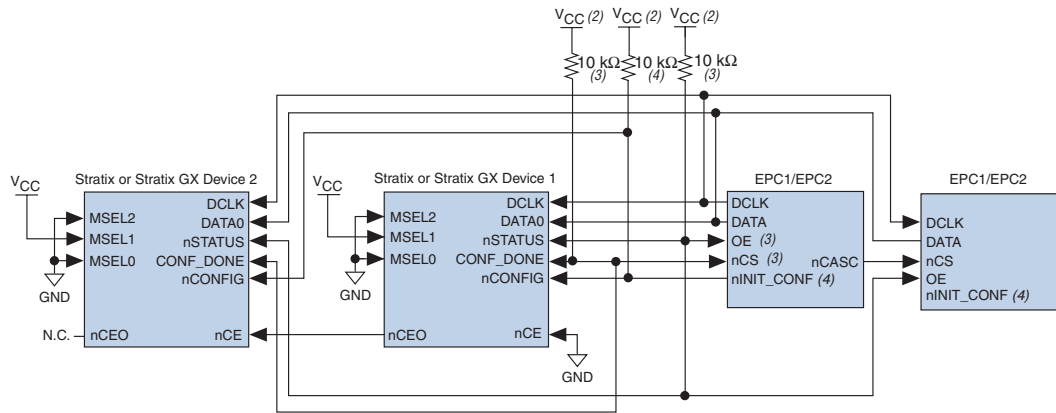 VCC (2) VCC (2) VCC (2)
10 kΩ (3) 10 kΩ (4) 10 kΩ (3)
Stratix or Stratix GX Device 2
VCC
MSEL2
MSEL1
MSEL0
GND
DCLK
DATA0
nSTATUS
CONF_DONE
nCONFIG
N.C.
nCEO
nCE
Stratix or Stratix GX Device 1
VCC
MSEL2
MSEL1
MSEL0
GND
DCLK
DATA0
nSTATUS
CONF_DONE
nCONFIG
nCEO
nCE
GND
EPC1/EPC2
DCLK
DATA
OE (3)
nCS (3)
nINIT_CONF (4)
nCASC
EPC1/EPC2
DCLK
DATA
nCS
OE
nINIT_CONF (4)